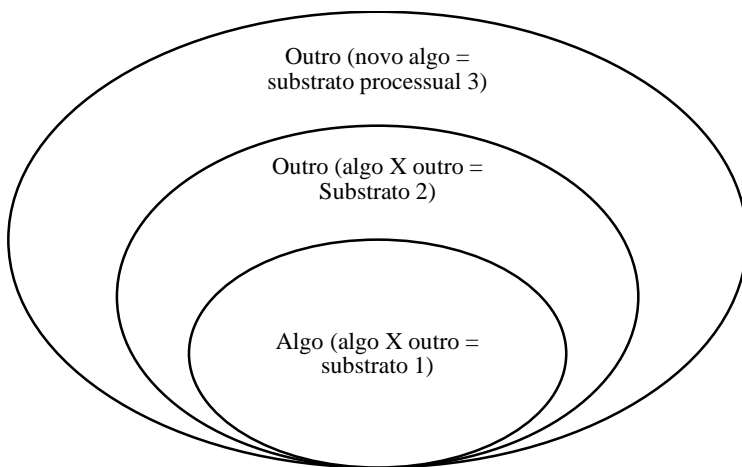 Outro (novo algo =
substrato processual 3)
Outro (algo X outro =
Substrato 2)
Algo (algo X outro =
substrato 1)